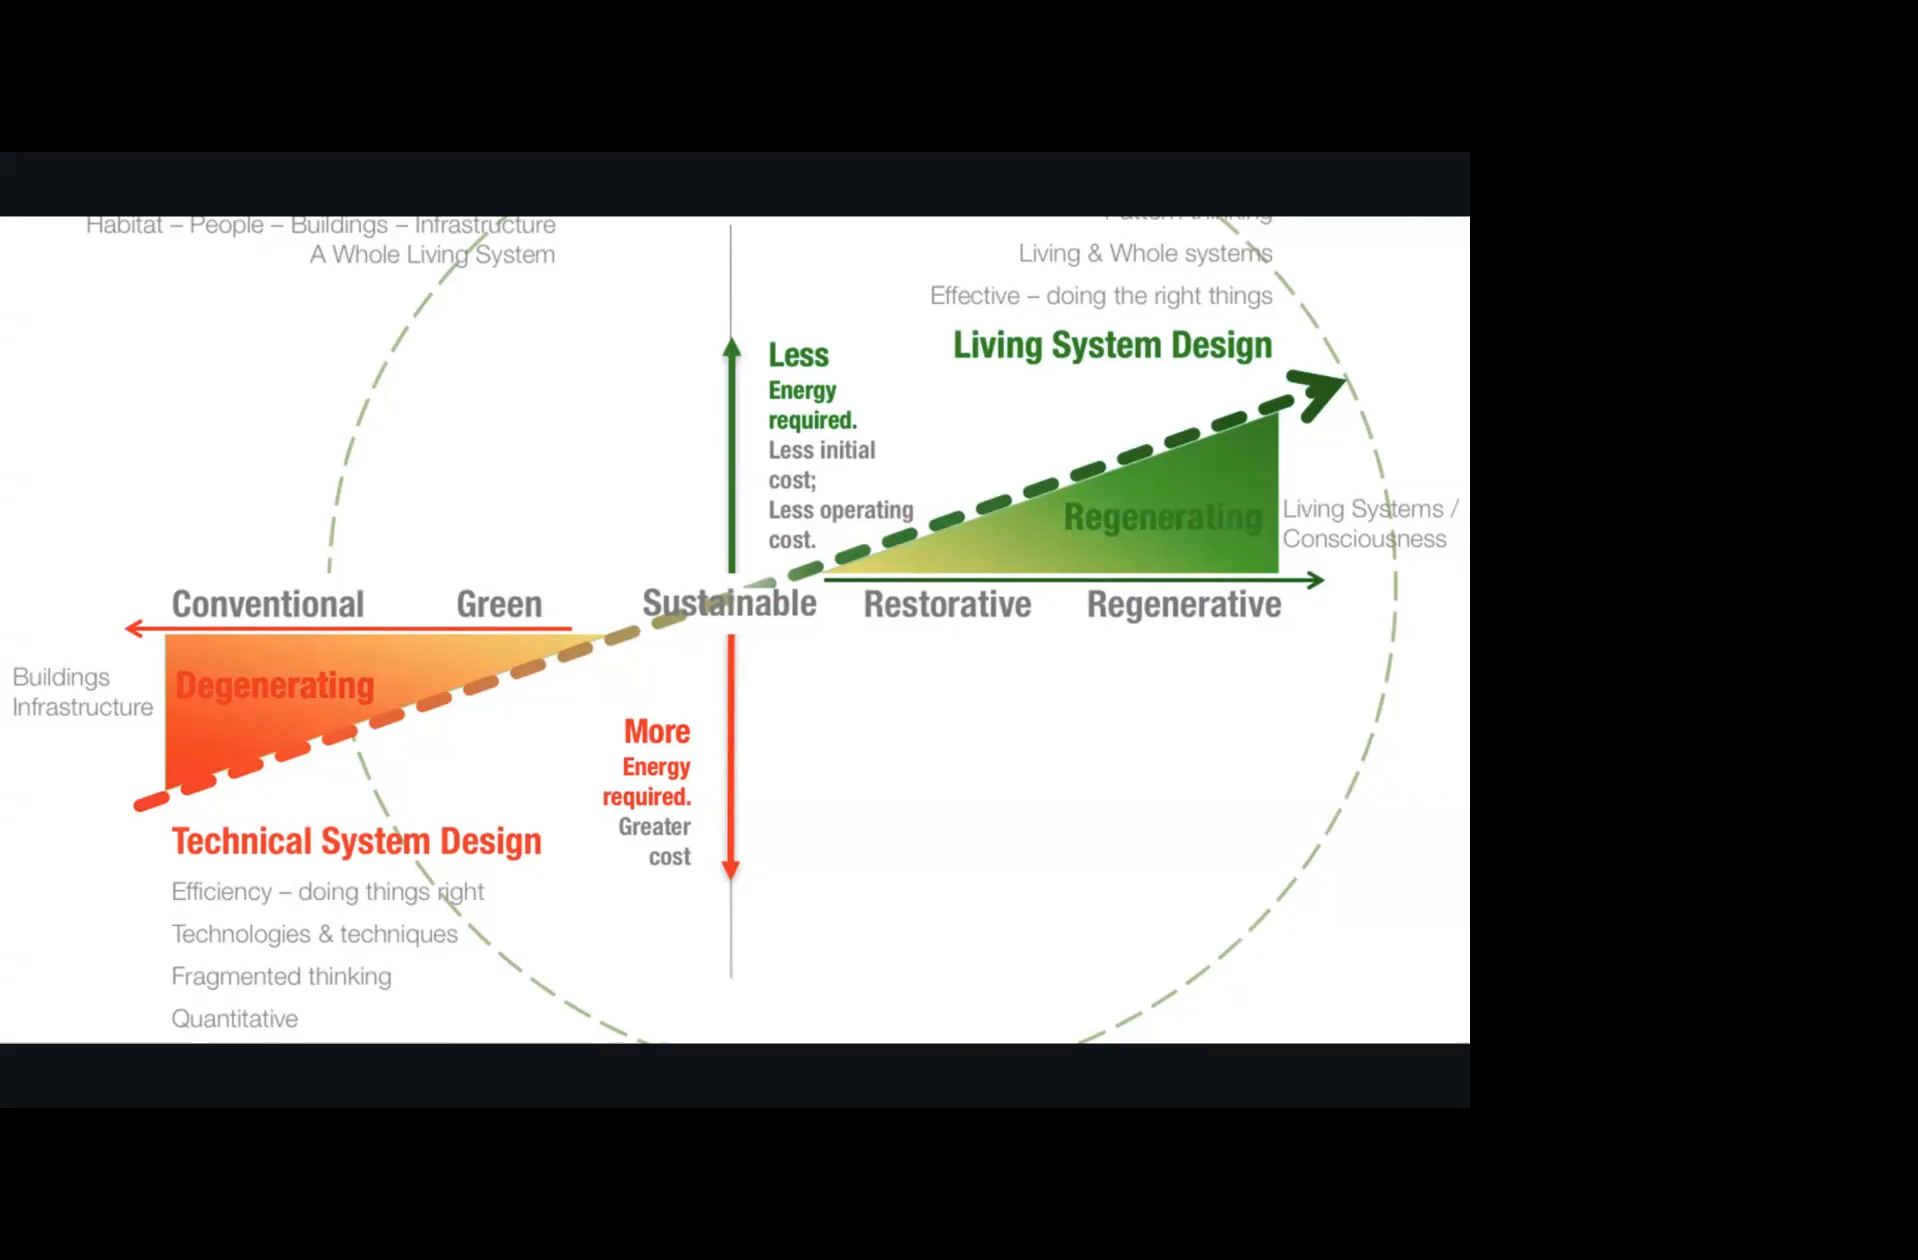 Habitat – People – Buildings – Infrastructure
A Whole Living System
Pattern thinking
Living & Whole systems
Effective – doing the right things
Living System Design
Less
Energy
required.
Less initial
cost;
Less operating
cost.
Regenerating
Living Systems /
Consciousness
Conventional
Green
Sustainable
Restorative
Regenerative
Buildings
Infrastructure
Degenerating
More
Energy
required.
Greater
cost
Technical System Design
Efficiency – doing things right
Technologies & techniques
Fragmented thinking
Quantitative